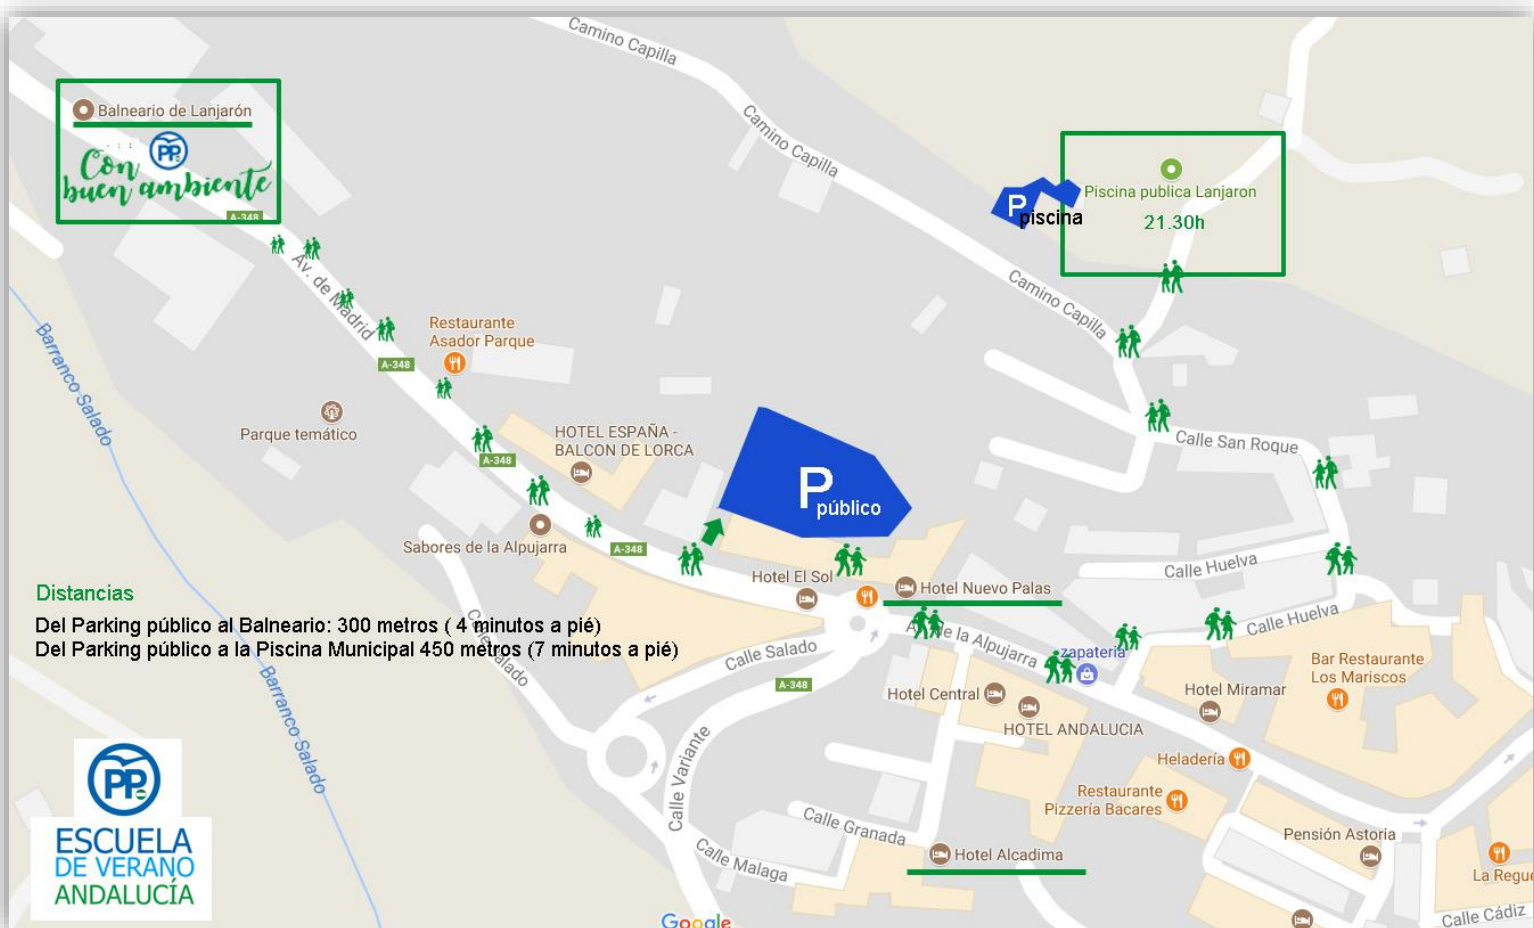 Camino Capilla
Balneario de Lanjarón
PP
Con
buen ambiente
A-348
Camino Capilla
Piscina publica Lanjaron
21.30h
P
piscina
Av. de Madrid
Camino Capilla
Restaurante
Asador Parque
A-348
Barranco Salado
Parque temático
HOTEL ESPAÑA -
BALCON DE LORCA
A-348
Calle San Roque
P
público
Sabores de la Alpujarra
A-348
Calle Huelva
Hotel El Sol
Hotel Nuevo Palas
Distancias
Del Parking público al Balneario: 300 metros ( 4 minutos a pié)
Del Parking público a la Piscina Municipal 450 metros (7 minutos a pié)
Calle Salado
Calle Salado
de la Alpujarra
zapatería
Calle Huelva
Bar Restaurante
Los Mariscos
A-348
Hotel Central
Hotel Miramar
HOTEL ANDALUCIA
Barranco Salado
Calle Variante
Heladería
Restaurante
Pizzería Bacares
PP
ESCUELA
DE VERANO
ANDALUCÍA
Calle Granada
Pensión Astoria
Calle Malaga
Hotel Alcadima
La Regue
Calle Cádiz
Google